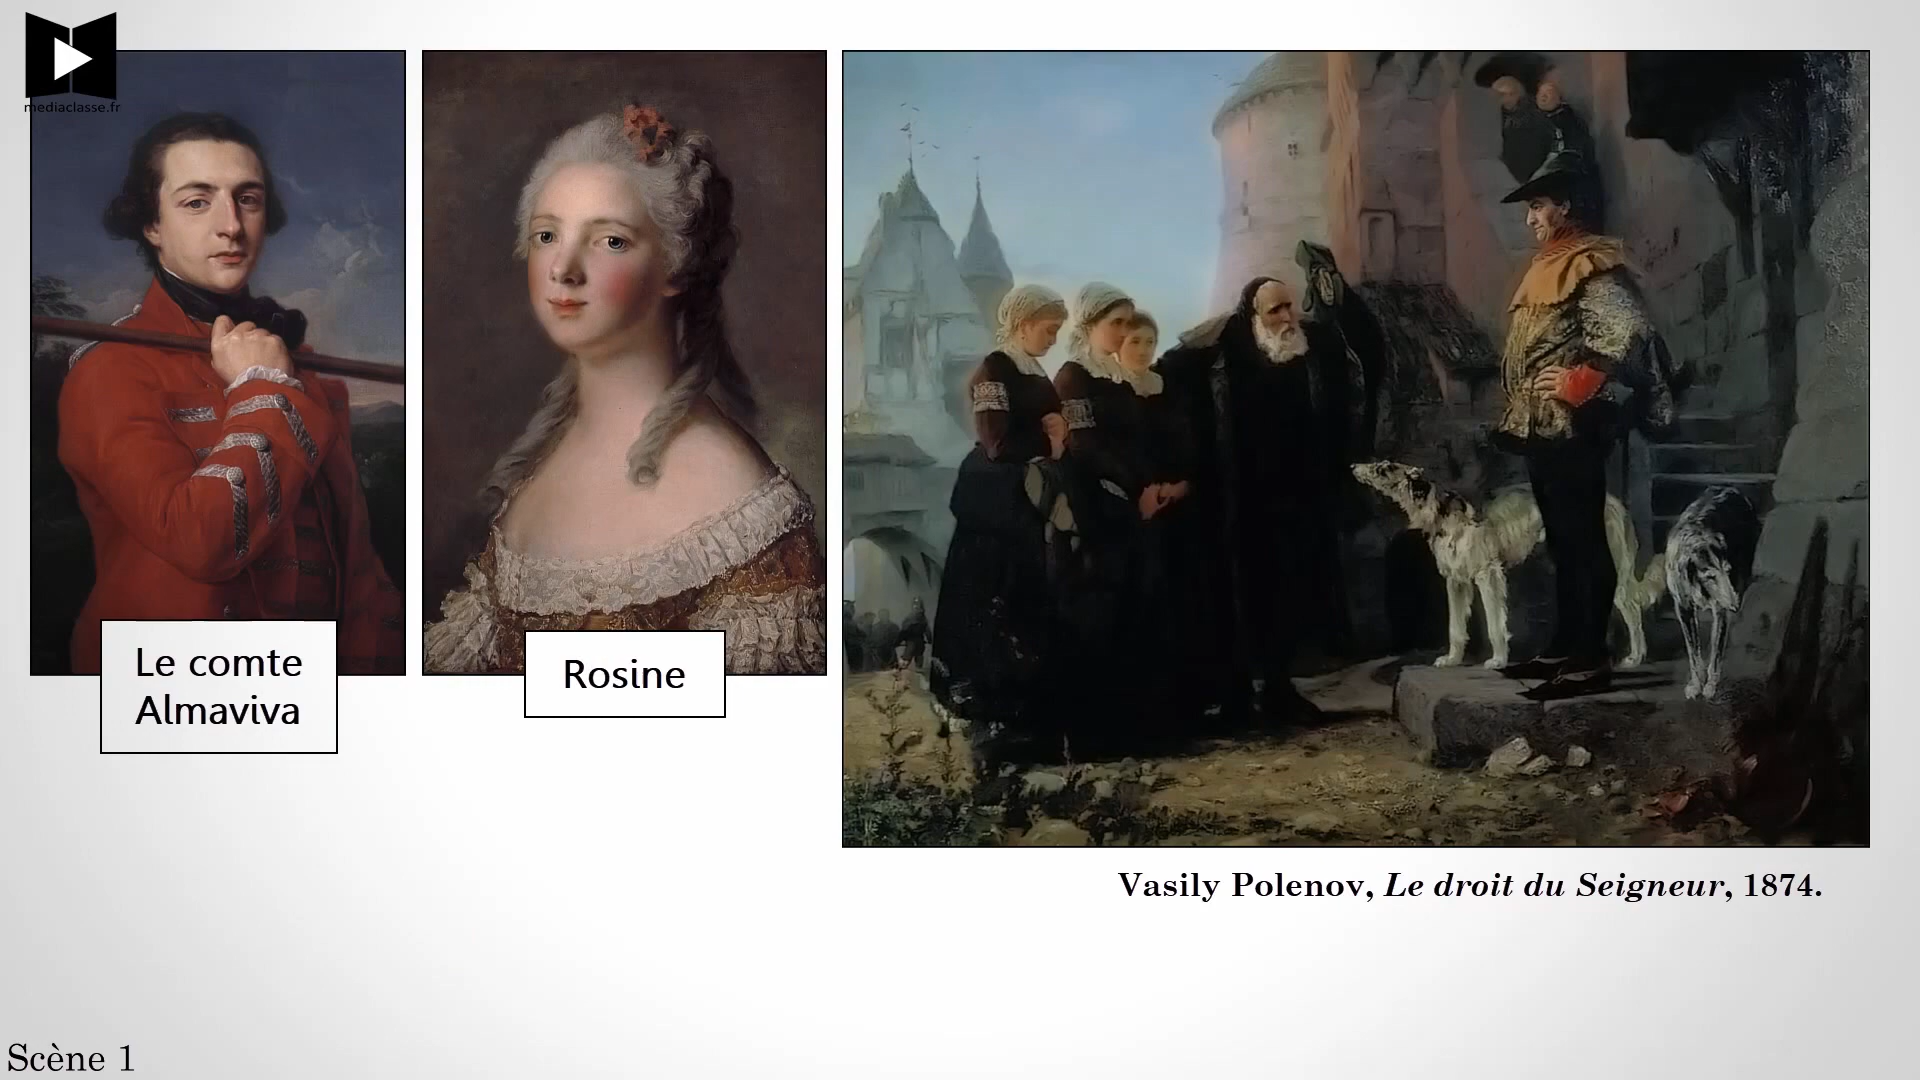 mediaclasse.fr
Le comte
Almaviva
Rosine
Vasily Polenov, Le droit du Seigneur, 1874.
Scène 1